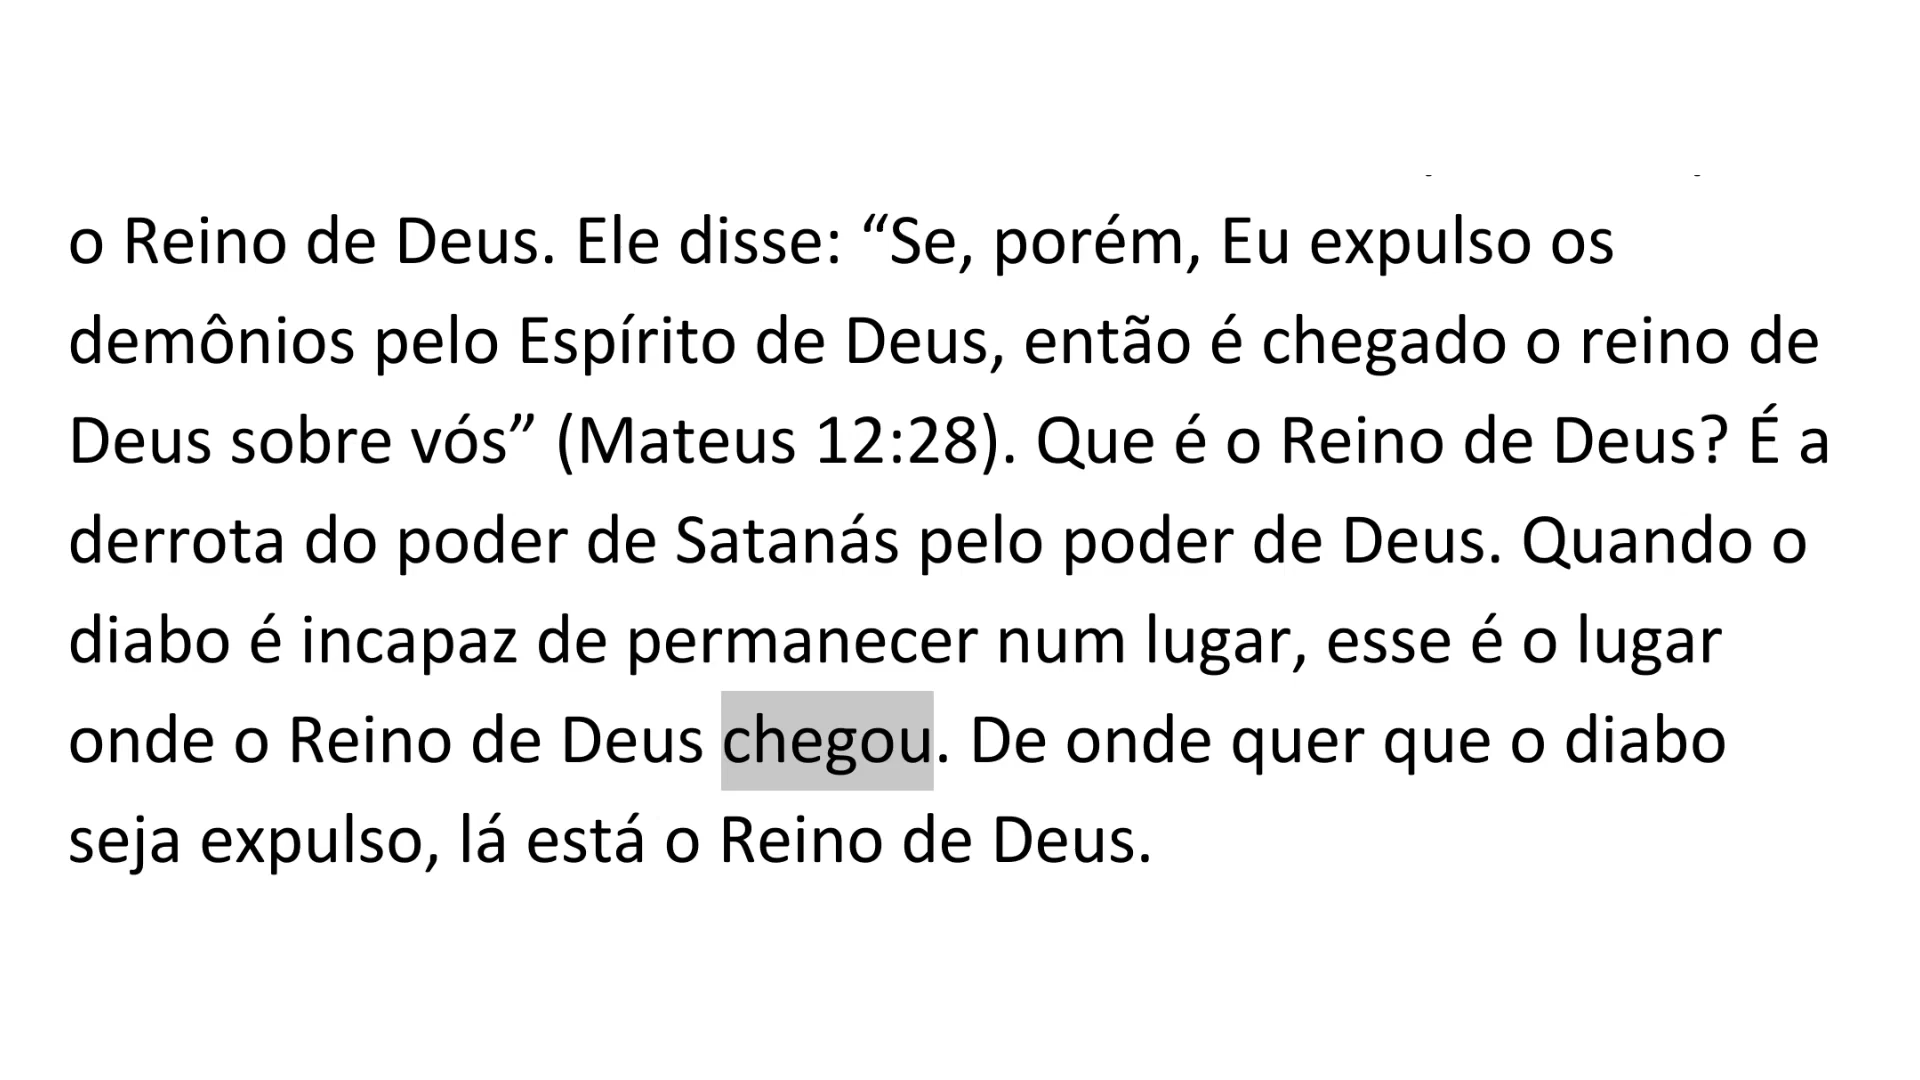 o Reino de Deus. Ele disse: “Se, porém, Eu expulso os
demônios pelo Espírito de Deus, então é chegado o reino de
Deus sobre vós” (Mateus 12:28). Que é o Reino de Deus? É a
derrota do poder de Satanás pelo poder de Deus. Quando o
diabo é incapaz de permanecer num lugar, esse é o lugar
onde o Reino de Deus chegou. De onde quer que o diabo
seja expulso, lá está o Reino de Deus.